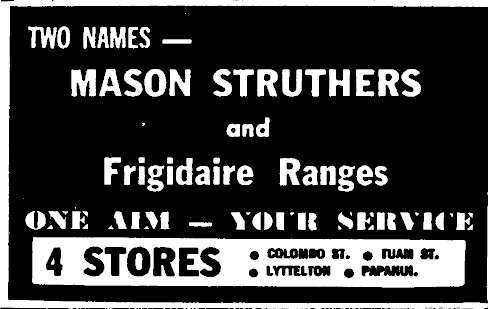 TWO NAMES —
MASON STRUTHERS
and
Frigidaire Ranges
ONE AIM — YOUR SERVICE
4 STORES
• COLOMBO ST. • TUAM ST.
• LYTTELTON • PAPANUI.